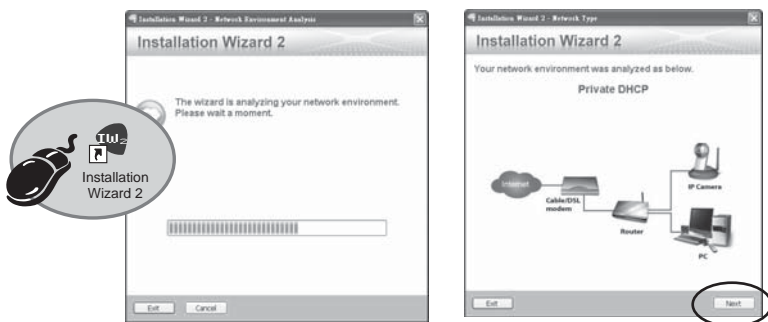 Installation Wizard 2 - Network Environment Analysis
Installation Wizard 2
The wizard is analyzing your network environment.
Please wait a moment.
IW2
Installation
Wizard 2
Exit
Cancel
Installation Wizard 2 - Network Type
Installation Wizard 2
Your network environment was analyzed as below.
Private DHCP
Internet
Cable/DSL
modem
Router
IP Camera
PC
Exit
Next